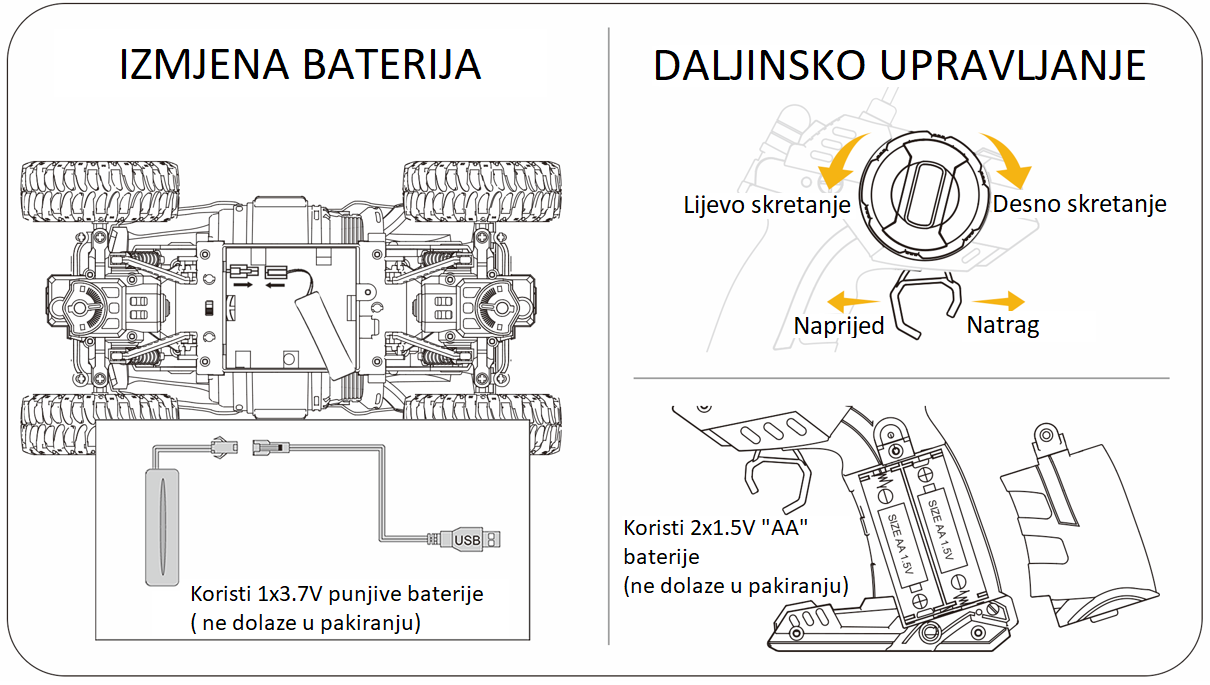 IZMJENA BATERIJA
USB
Koristi 1x3.7V punjive baterije
( ne dolaze u pakiranju)
DALJINSKO UPRAVLJANJE
Lijevo skretanje
Desno skretanje
Naprijed
Natrag
Koristi 2x1.5V "AA"
baterije
(ne dolaze u pakiranju)
SIZE AA 1.5V
SIZE AA 1.5V